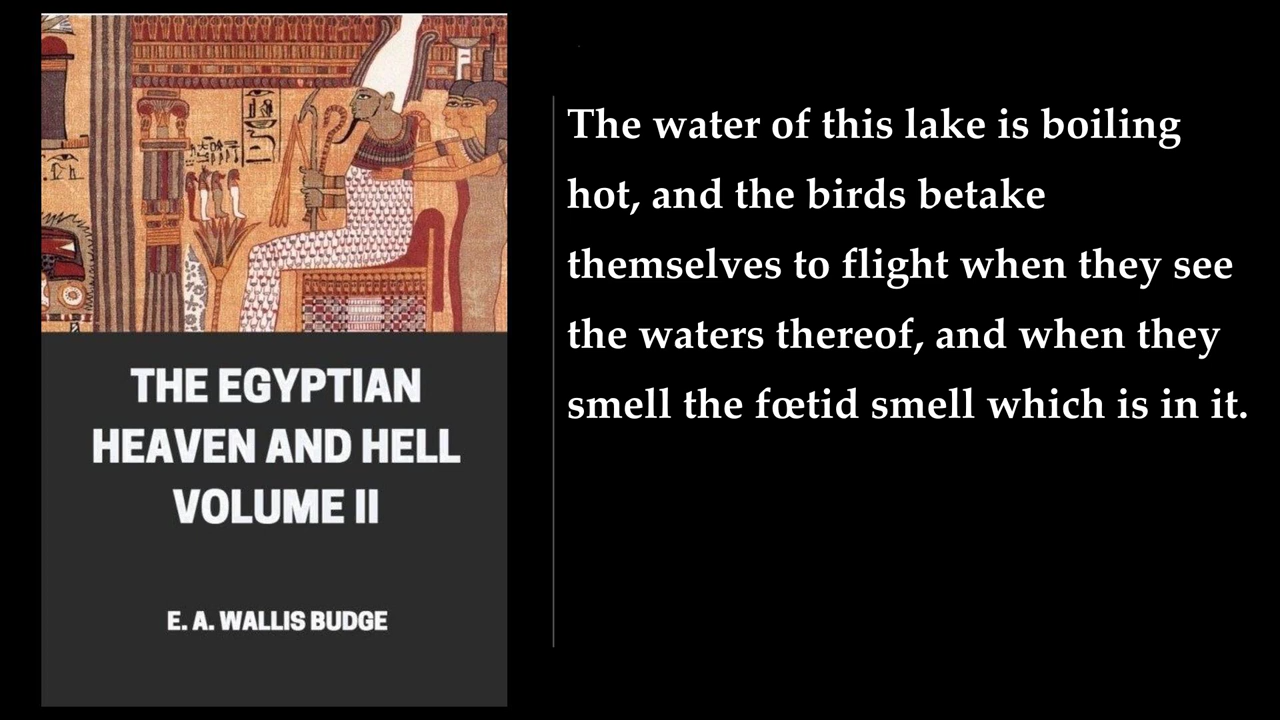 THE EGYPTIAN
HEAVEN AND HELL
VOLUME II
E. A. WALLIS BUDGE
The water of this lake is boiling
hot, and the birds betake
themselves to flight when they see
the waters thereof, and when they
smell the fœtid smell which is in it.